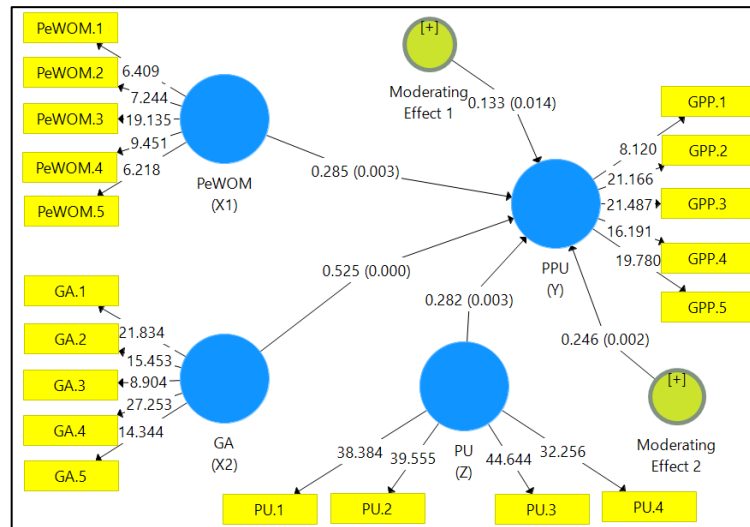 PeWOM.1
PeWOM.2
PeWOM.3
PeWOM.4
PeWOM.5
6.409
7.244
19.135
9.451
6.218
PeWOM
(X1)
[+]
Moderating
Effect 1
0.133 (0.014)
0.285 (0.003)
GPP.1
GPP.2
GPP.3
GPP.4
GPP.5
8.120
21.166
21.487
16.191
19.780
PPU
(Y)
0.525 (0.000)
0.282 (0.003)
0.246 (0.002)
GA.1
GA.2
GA.3
GA.4
GA.5
21.834
15.453
8.904
27.253
14.344
GA
(X2)
PU
(Z)
[+]
Moderating
Effect 2
38.384
39.555
44.644
32.256
PU.1
PU.2
PU.3
PU.4